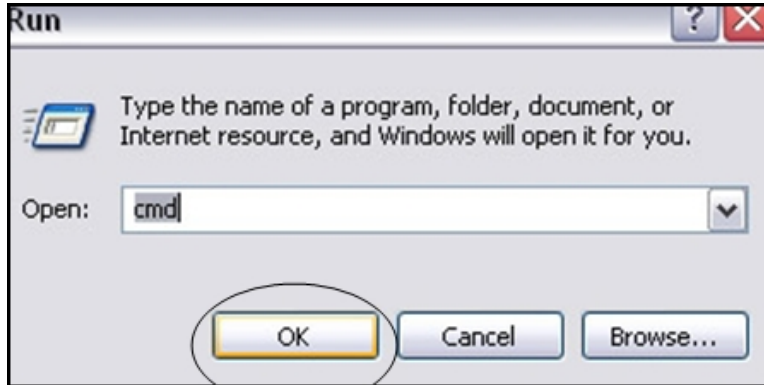 Run
?
Type the name of a program, folder, document, or
Internet resource, and Windows will open it for you.
Open: cmd
OK Cancel Browse...